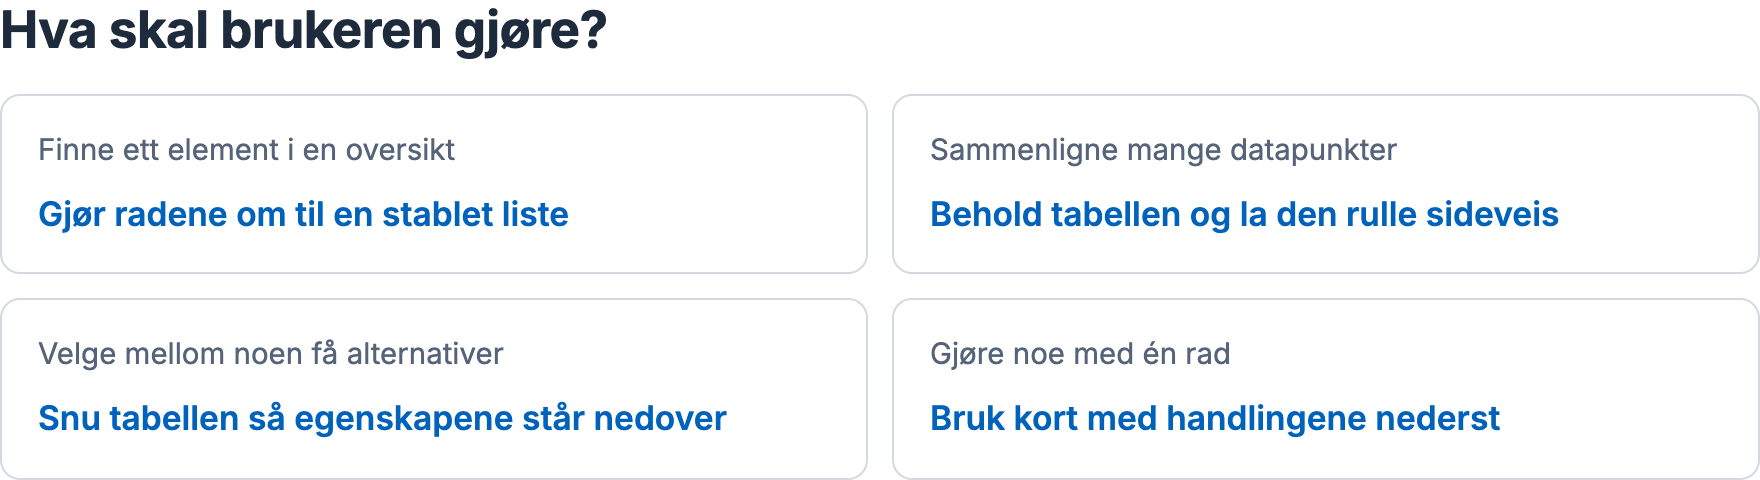 Hva skal brukeren gjøre?
Finne ett element i en oversikt
Gjør radene om til en stablet liste
Sammenligne mange datapunkter
Behold tabellen og la den rulle sideveis
Velge mellom noen få alternativer
Snu tabellen så egenskapene står nedover
Gjøre noe med én rad
Bruk kort med handlingene nederst